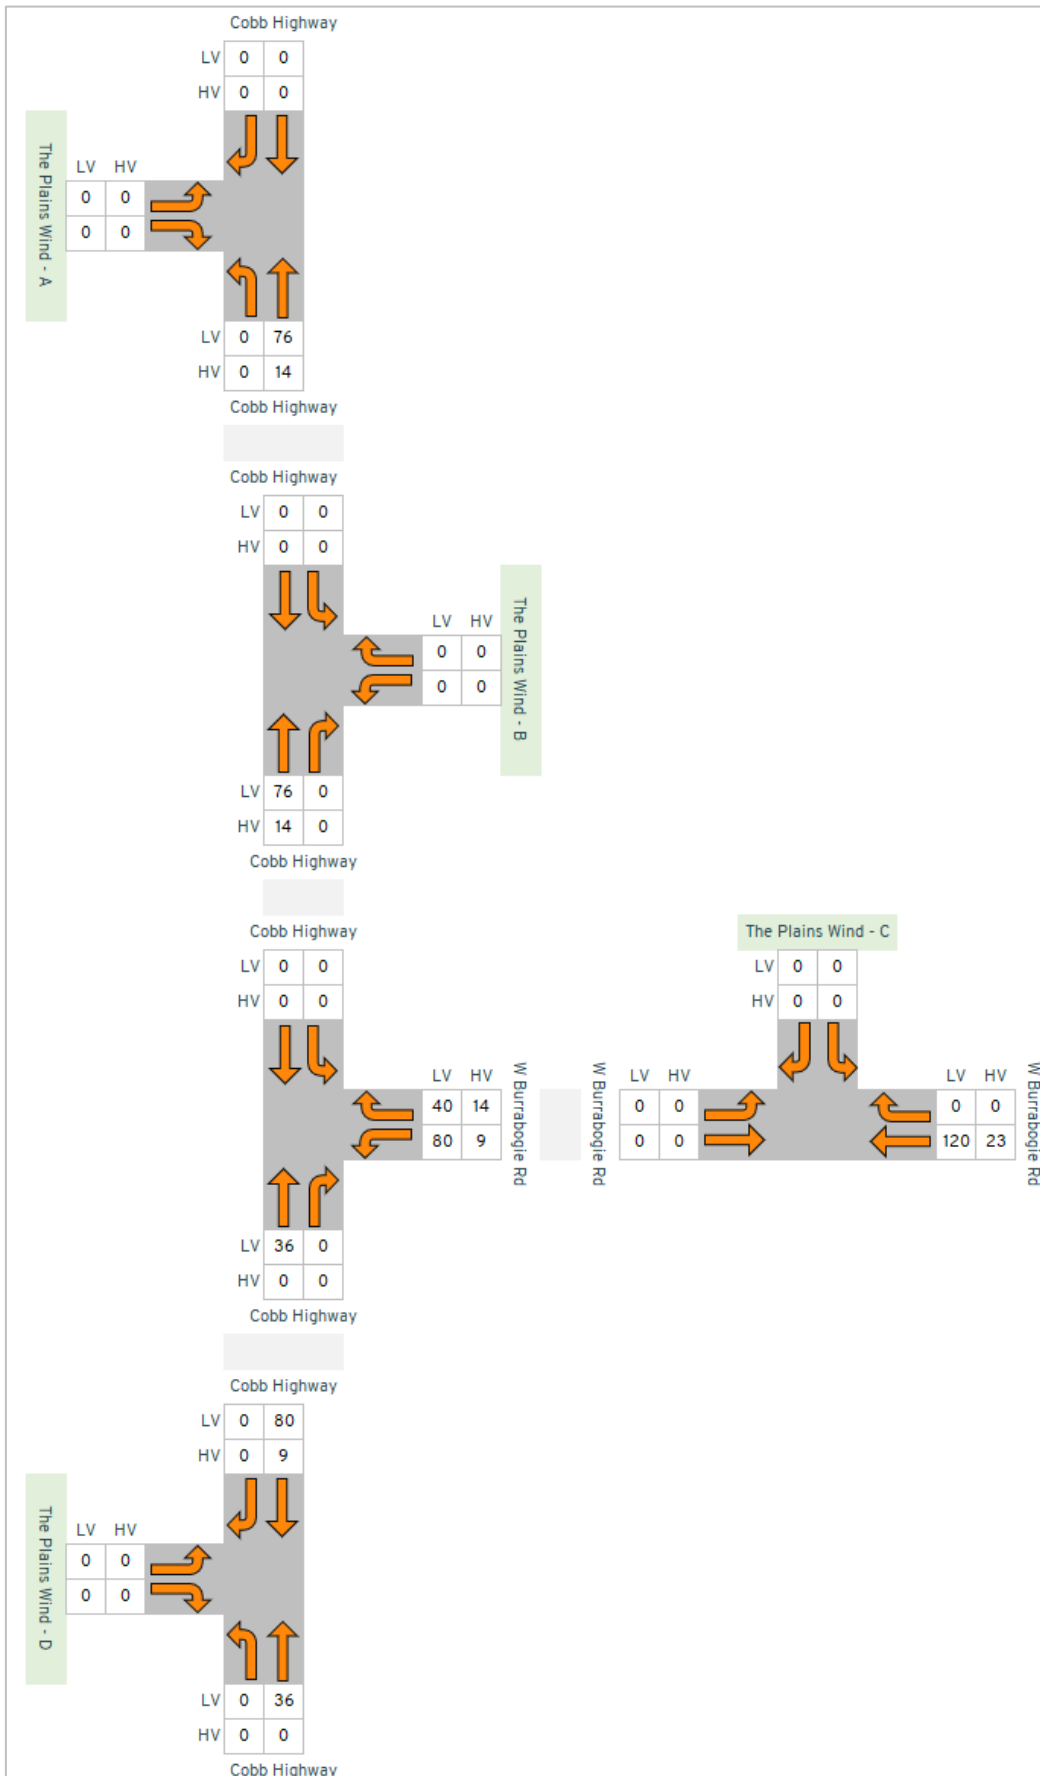 Cobb Highway
LV 0 0
HV 0 0
The Plains Wind - A
LV HV
0 0
0 0
LV 0 76
HV 0 14
Cobb Highway
Cobb Highway
LV 0 0
HV 0 0
LV HV
0 0
0 0
The Plains Wind - B
LV 76 0
HV 14 0
Cobb Highway
Cobb Highway
LV 0 0
HV 0 0
LV HV
40 14
80 9
W Burrabogie Rd
LV 36 0
HV 0 0
Cobb Highway
The Plains Wind - C
LV 0 0
HV 0 0
W Burrabogie Rd
LV HV
0 0
0 0
LV HV
0 0
120 23
W Burrabogie Rd
Cobb Highway
LV 0 80
HV 0 9
The Plains Wind - D
LV HV
0 0
0 0
LV 0 36
HV 0 0
Cobb Highway